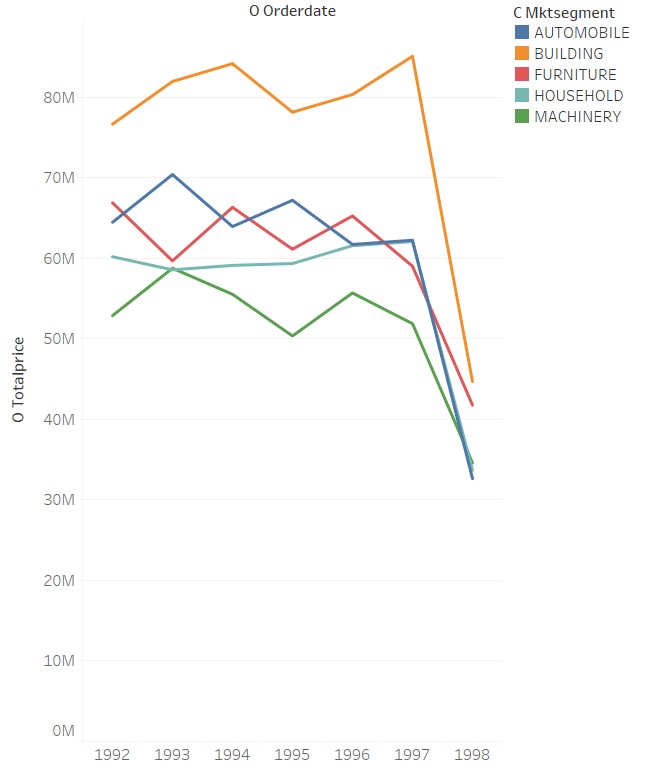 O Orderdate
C Mktsegment
AUTOMOBILE
BUILDING
FURNITURE
HOUSEHOLD
MACHINERY
O Totalprice
80M
70M
60M
50M
40M
30M
20M
10M
0M
1992 1993 1994 1995 1996 1997 1998